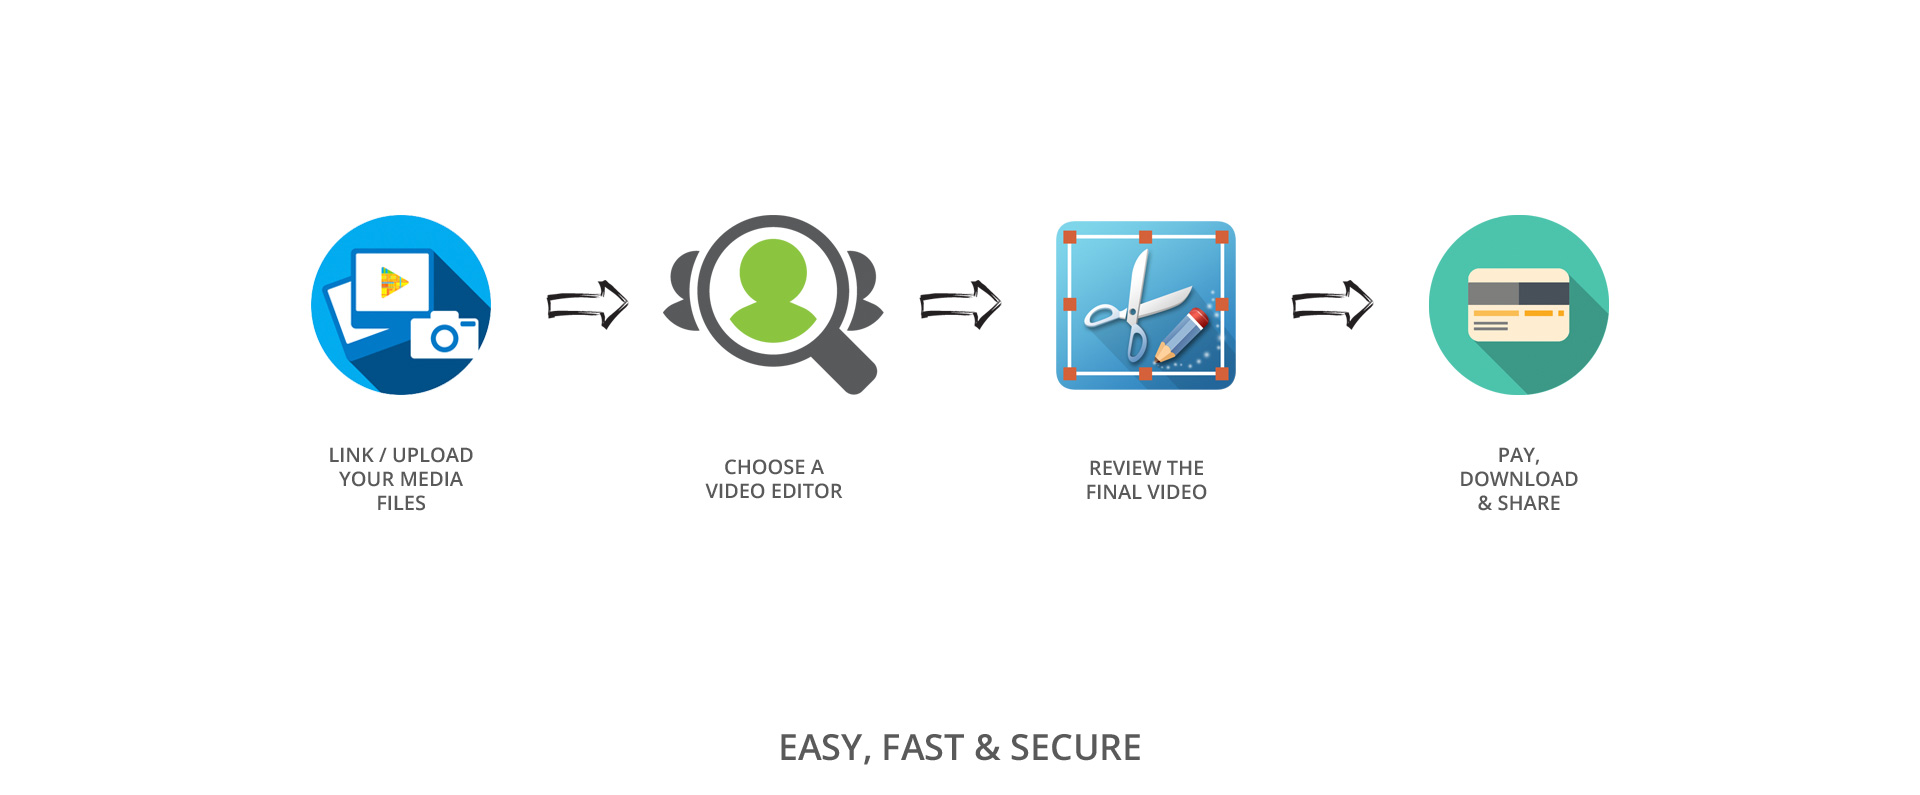 LINK / UPLOAD
YOUR MEDIA
FILES
CHOOSE A
VIDEO EDITOR
REVIEW THE
FINAL VIDEO
PAY,
DOWNLOAD
& SHARE
EASY, FAST & SECURE